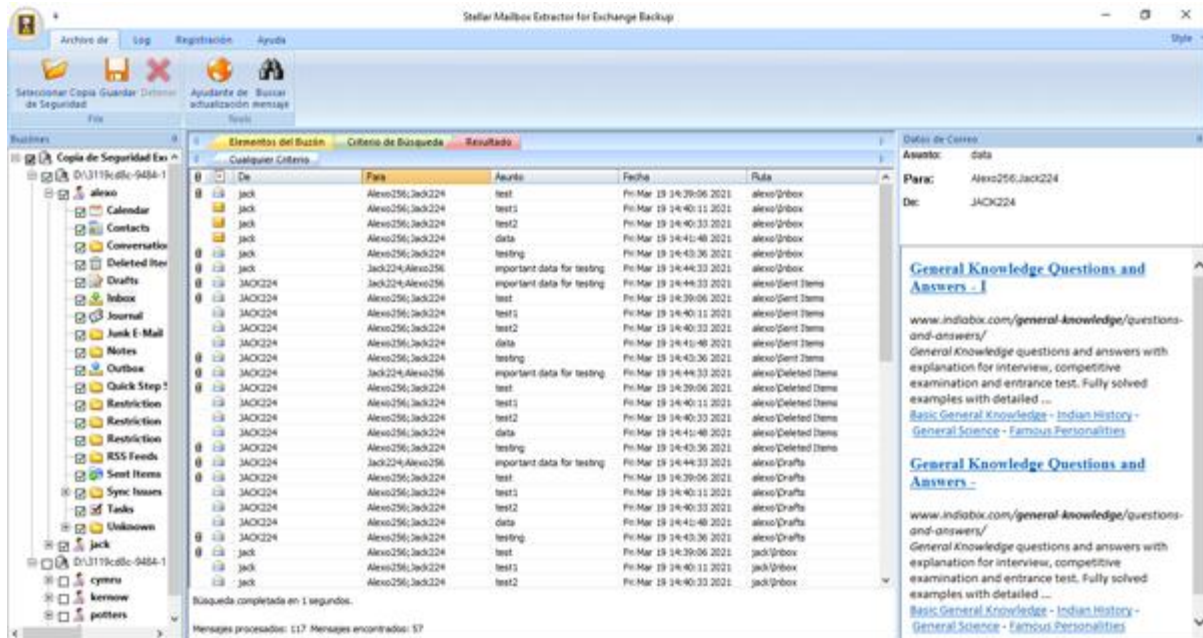 Stellar Mailbox Extractor for Exchange Backup
Archivo de Log Registración Ayuda Style
Seleccionar Copia de Seguridad Guardar Detener Ayudante de actualización Buscar mensaje
File Tools
Buzones
Copia de Seguridad Exc
D:\3119cd8c-9484-1
alexo
Calendar
Contacts
Conversation
Deleted Iter
Drafts
Inbox
Journal
Junk E-Mail
Notes
Outbox
Quick Step S
Restriction
Restriction
Restriction
RSS Feeds
Sent Items
Sync Issues
Tasks
Unknown
jack
D:\3119cd8c-9484-1
cymru
kernow
potters
Elementos del Buzón Criterio de Búsqueda Resultado
Cualquier Criterio
De Para Asunto Fecha Ruta
jack Alexo256;Jack224 test Fri Mar 19 14:39:06 2021 alexo\Inbox
jack Alexo256;Jack224 test1 Fri Mar 19 14:40:11 2021 alexo\Inbox
jack Alexo256;Jack224 test2 Fri Mar 19 14:40:33 2021 alexo\Inbox
jack Alexo256;Jack224 data Fri Mar 19 14:41:48 2021 alexo\Inbox
jack Alexo256;Jack224 testing Fri Mar 19 14:43:36 2021 alexo\Inbox
jack Jack224;Alexo256 important data for testing Fri Mar 19 14:44:33 2021 alexo\Inbox
JACK224 Jack224;Alexo256 important data for testing Fri Mar 19 14:44:33 2021 alexo\Sent Items
JACK224 Alexo256;Jack224 test Fri Mar 19 14:39:06 2021 alexo\Sent Items
JACK224 Alexo256;Jack224 test1 Fri Mar 19 14:40:11 2021 alexo\Sent Items
JACK224 Alexo256;Jack224 test2 Fri Mar 19 14:40:33 2021 alexo\Sent Items
JACK224 Alexo256;Jack224 data Fri Mar 19 14:41:48 2021 alexo\Sent Items
JACK224 Alexo256;Jack224 testing Fri Mar 19 14:43:36 2021 alexo\Sent Items
JACK224 Jack224;Alexo256 important data for testing Fri Mar 19 14:44:33 2021 alexo\Deleted Items
JACK224 Alexo256;Jack224 test Fri Mar 19 14:39:06 2021 alexo\Deleted Items
JACK224 Alexo256;Jack224 test1 Fri Mar 19 14:40:11 2021 alexo\Deleted Items
JACK224 Alexo256;Jack224 test2 Fri Mar 19 14:40:33 2021 alexo\Deleted Items
JACK224 Alexo256;Jack224 data Fri Mar 19 14:41:48 2021 alexo\Deleted Items
JACK224 Alexo256;Jack224 testing Fri Mar 19 14:43:36 2021 alexo\Deleted Items
JACK224 Jack224;Alexo256 important data for testing Fri Mar 19 14:44:33 2021 alexo\Drafts
JACK224 Alexo256;Jack224 test Fri Mar 19 14:39:06 2021 alexo\Drafts
JACK224 Alexo256;Jack224 test1 Fri Mar 19 14:40:11 2021 alexo\Drafts
JACK224 Alexo256;Jack224 test2 Fri Mar 19 14:40:33 2021 alexo\Drafts
JACK224 Alexo256;Jack224 data Fri Mar 19 14:41:48 2021 alexo\Drafts
JACK224 Alexo256;Jack224 testing Fri Mar 19 14:43:36 2021 alexo\Drafts
jack Alexo256;Jack224 test Fri Mar 19 14:39:06 2021 jack\Inbox
jack Alexo256;Jack224 test1 Fri Mar 19 14:40:11 2021 jack\Inbox
jack Alexo256;Jack224 test2 Fri Mar 19 14:40:33 2021 jack\Inbox
Búsqueda completada en 1 segundos.
Mensajes procesados: 117 Mensajes encontrados: 57
Datos de Correo
Asunto: data
Para: Alexo256;Jack224
De: JACK224
General Knowledge Questions and
Answers - I
www.indiabix.com/general-knowledge/questions-
and-answers/
General Knowledge questions and answers with
explanation for interview, competitive
examination and entrance test. Fully solved
examples with detailed ...
Basic General Knowledge - Indian History -
General Science - Famous Personalities
General Knowledge Questions and
Answers -
www.indiabix.com/general-knowledge/questions-
and-answers/
General Knowledge questions and answers with
explanation for interview, competitive
examination and entrance test. Fully solved
examples with detailed ...
Basic General Knowledge - Indian History -
General Science - Famous Personalities